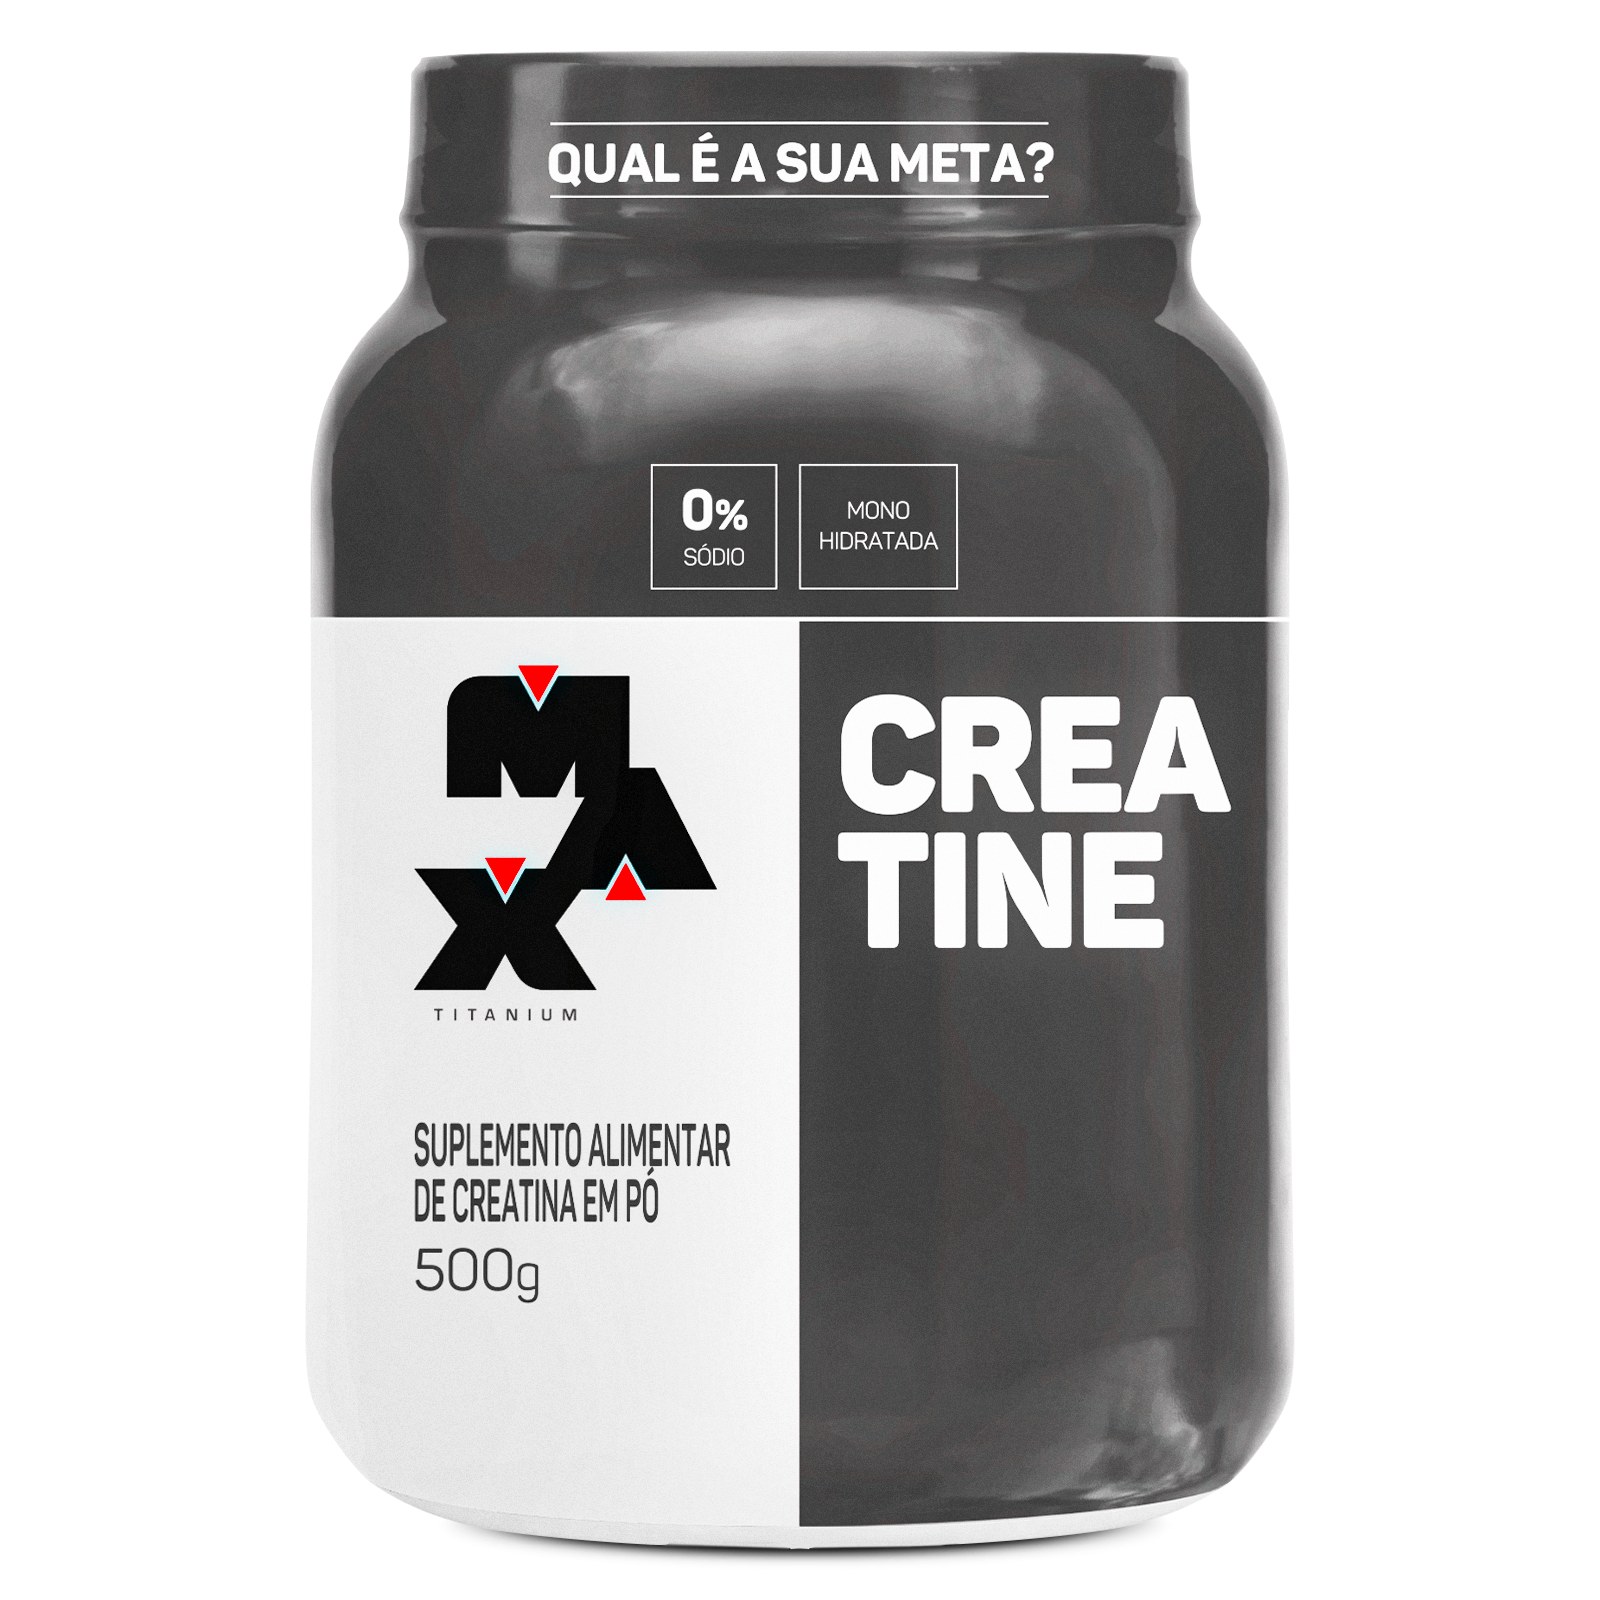 QUAL É A SUA META?
0%
SÓDIO
MONO
HIDRATADA
MAX
TITANIUM
CREA
TINE
SUPLEMENTO ALIMENTAR
DE CREATINA EM PÓ
500g